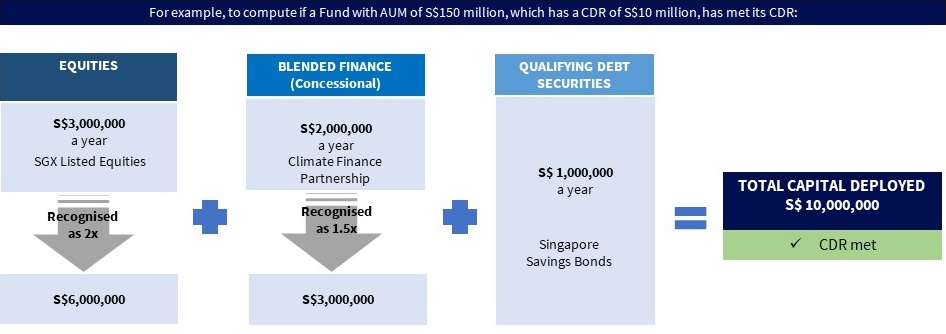 For example, to compute if a Fund with AUM of S$150 million, which has a CDR of S$10 million, has met its CDR:
EQUITIES
S$3,000,000
a year
SGX Listed Equities
Recognised
as 2x
S$6,000,000
BLENDED FINANCE
(Concessional)
S$2,000,000
a year
Climate Finance
Partnership
Recognised
as 1.5x
S$3,000,000
QUALIFYING DEBT
SECURITIES
S$ 1,000,000
a year
Singapore
Savings Bonds
TOTAL CAPITAL DEPLOYED
S$ 10,000,000
✓ CDR met